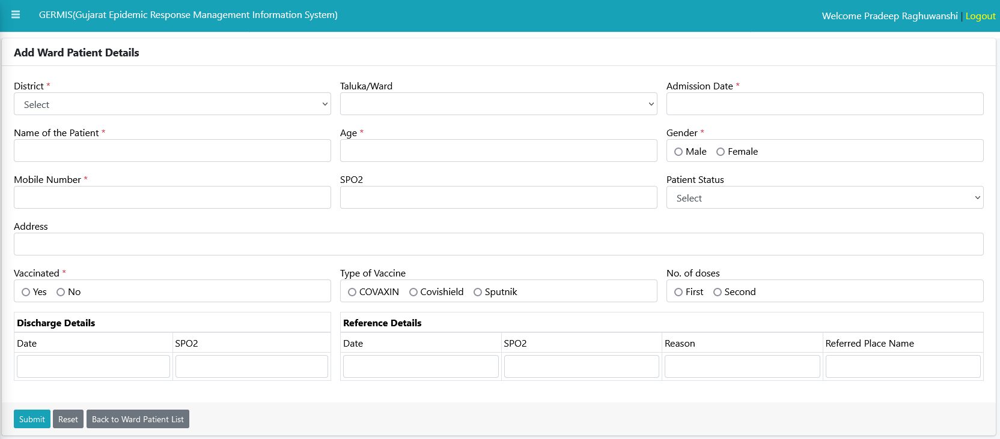 GERMIS(Gujarat Epidemic Response Management Information System)
Welcome Pradeep Raghuwanshi | Logout
Add Ward Patient Details
District * Taluka/Ward Admission Date *
Select
Name of the Patient * Age * Gender *
Male Female
Mobile Number * SPO2 Patient Status
Select
Address
Vaccinated * Type of Vaccine No. of doses
Yes No COVAXIN Covishield Sputnik First Second
Discharge Details Reference Details
Date SPO2 Date SPO2 Reason Referred Place Name
Submit Reset Back to Ward Patient List